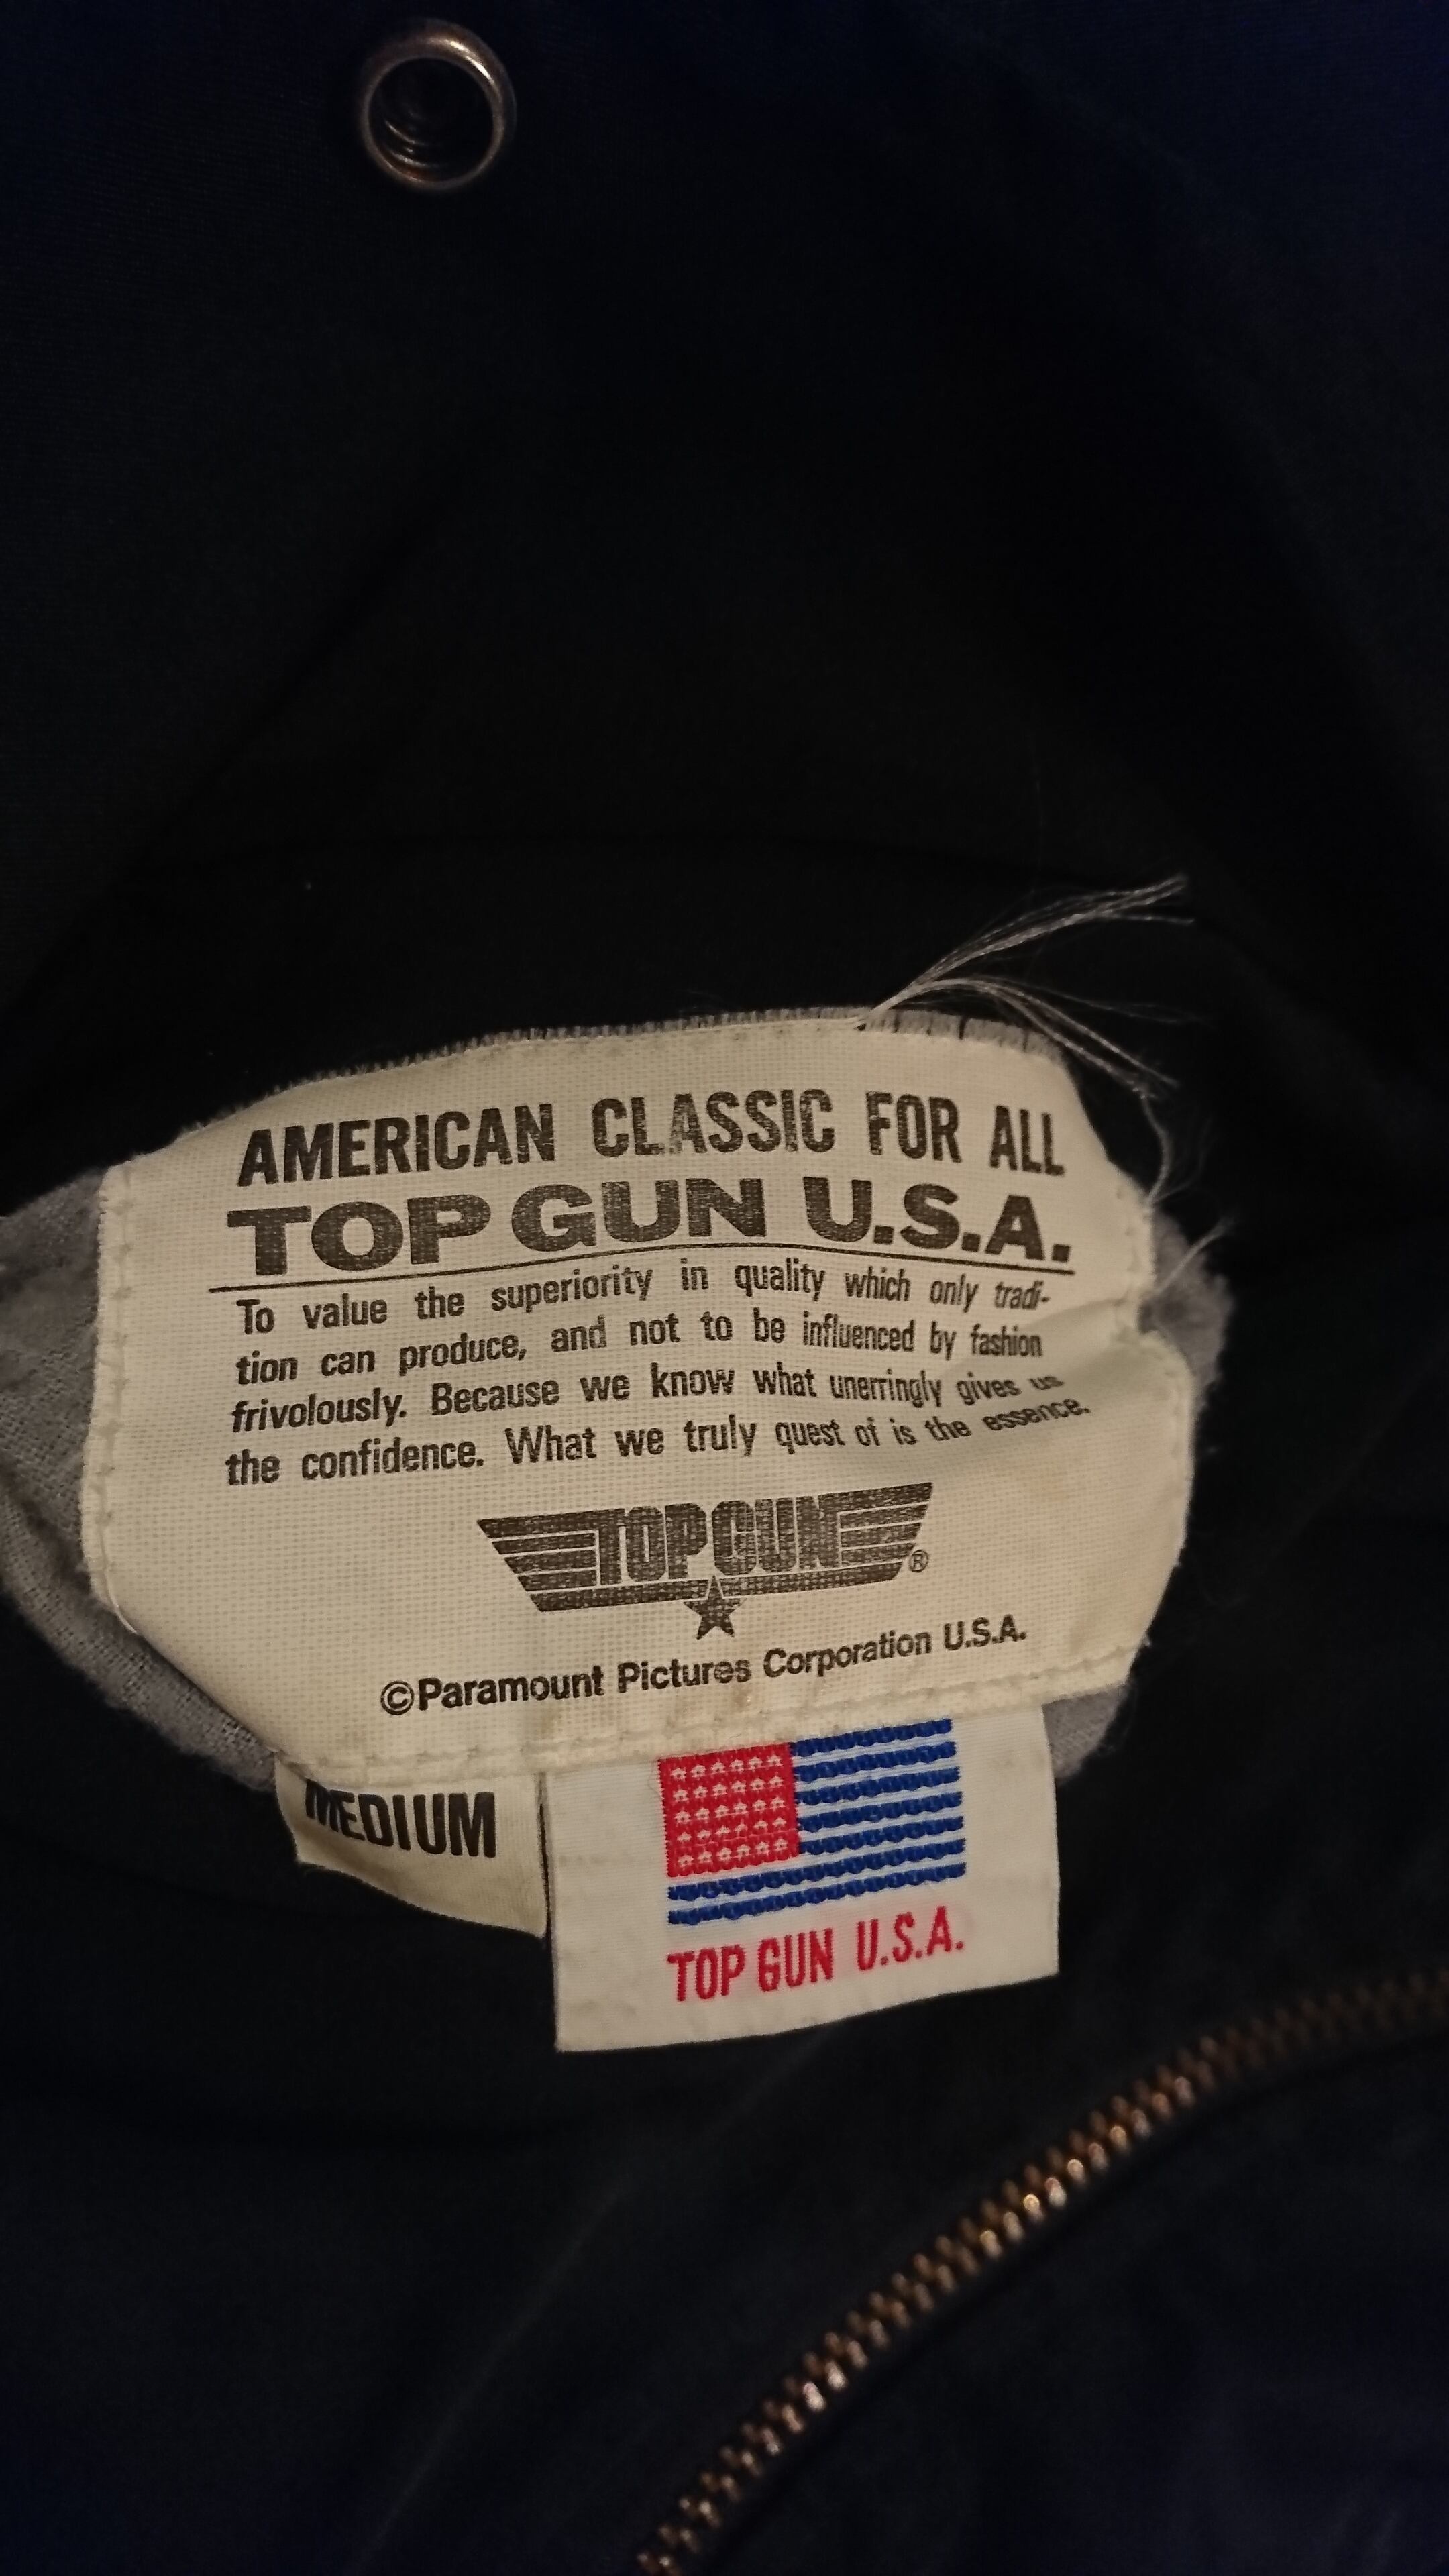 AMERICAN CLASSIC FOR ALL
TOP GUN U.S.A.
To value the superiority in quality which only tradi-
tion can produce, and not to be influenced by fashion
frivolously. Because we know what unerringly gives us
the confidence. What we truly quest of is the essence.
TOPGUN®
©Paramount Pictures Corporation U.S.A.
MEDIUM
TOP GUN U.S.A.